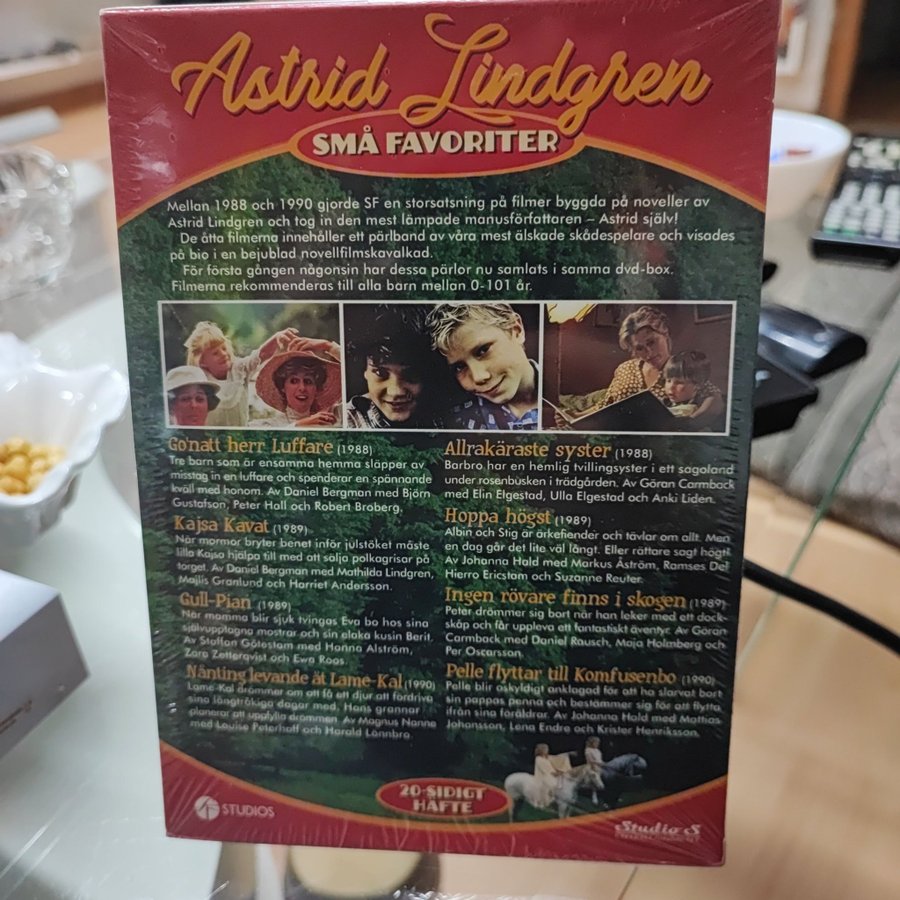 Astrid Lindgren
SMÅ FAVORITER
Mellan 1988 och 1990 gjorde SF en storsatsning på filmer byggda på noveller av
Astrid Lindgren och tog in den mest lämpade manusförfattaren – Astrid själv!
De åtta filmerna innehåller ett pärlband av våra mest älskade skådespelare och visades
på bio i en bejublad novellfilmskavalkad.
För första gången någonsin har dessa pärlor nu samlats i samma dvd-box.
Filmerna rekommenderas till alla barn mellan 0-101 år.
Go'natt herr Luffare (1988)
Tre barn som är ensamma hemma släpper av
misstag in en luffare och spenderar en spännande
kväll med honom. Av Daniel Bergman med Björn
Gustafson, Peter Hall och Robert Broberg.
Kajsa Kavat (1989)
När mormor bryter benet inför julstöket måste
lilla Kajsa hjälpa till med att sälja polkagrisar på
torget. Av Daniel Bergman med Mathilda Lindgren,
Majlis Granlund och Harriet Andersson.
Gull-Pian (1989)
När mamma blir sjuk tvingas Eva bo hos sina
självupptagna mostrar och sin elaka kusin Berit.
Av Staffan Götestam med Hanna Alström,
Zara Zetterqvist och Ewa Roos.
Nånting levande åt Lame-Kal (1990)
Lame-Kal drömmer om att få ett djur att fördriva
sina långtråkiga dagar med. Hans grannar
planerar att uppfylla drömmen. Av Magnus Nanne
med Louise Peterhoff och Harald Lönnbro.
Allrakäraste syster (1988)
Barbro har en hemlig tvillingsyster i ett sagoland
under rosenbusken i trädgården. Av Göran Carmback
med Elin Elgestad, Ulla Elgestad och Anki Liden.
Hoppa högst (1989)
Albin och Stig är ärkefiender och tävlar om allt. Men
en dag går det lite väl långt. Eller rättare sagt högt!
Av Johanna Hald med Markus Åström, Ramses Del
Hierro Ericstam och Suzanne Reuter.
Ingen rövare finns i skogen (1989)
Peter drömmer sig bort när han leker med ett dock-
skåp och får uppleva ett fantastiskt äventyr. Av Göran
Carmback med Daniel Rausch, Maja Holmberg och
Per Oscarsson.
Pelle flyttar till Komfusenbo (1990)
Pelle blir oskyldigt anklagad för att ha slarvat bort
sin pappas penna och bestämmer sig för att flytta
ifrån sina föräldrar. Av Johanna Hald med Mathias
Johansson, Lena Endre och Krister Henriksson.
20-SIDIGT
HÄFTE
SF STUDIOS
Studio S